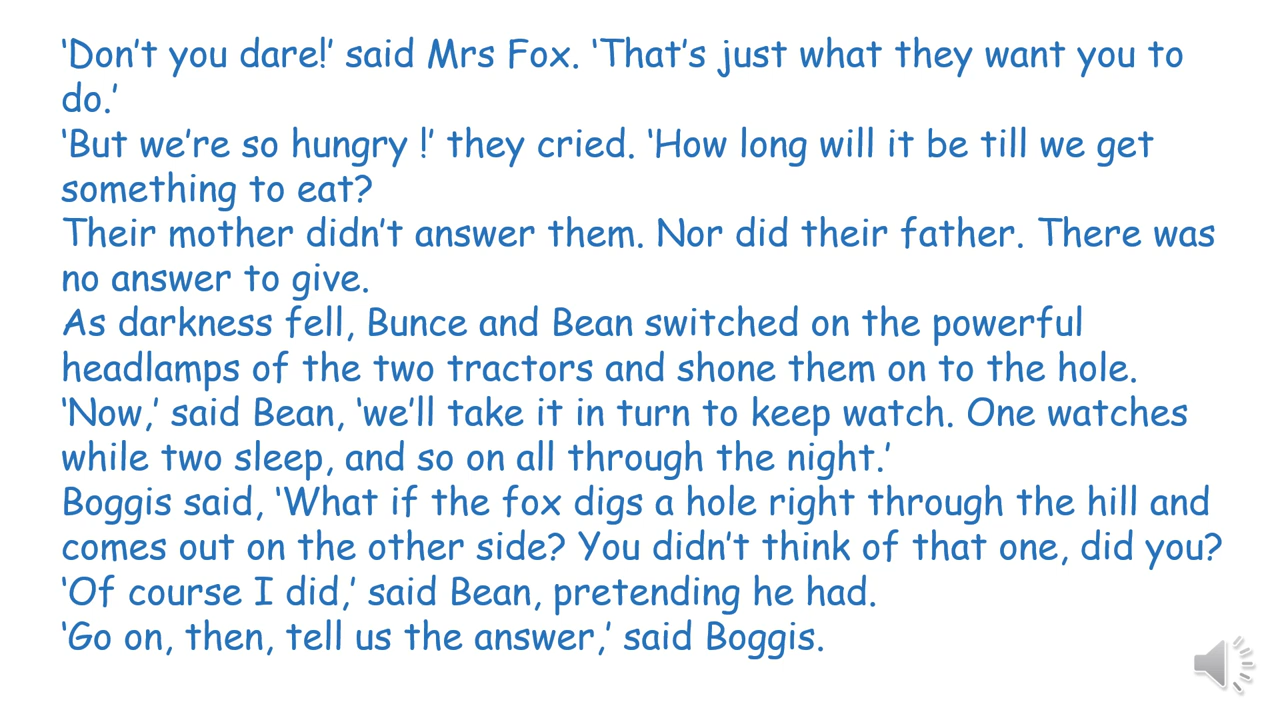 ‘Don’t you dare!’ said Mrs Fox. ‘That’s just what they want you to
do.’
‘But we’re so hungry !’ they cried. ‘How long will it be till we get
something to eat?
Their mother didn’t answer them. Nor did their father. There was
no answer to give.
As darkness fell, Bunce and Bean switched on the powerful
headlamps of the two tractors and shone them on to the hole.
‘Now,’ said Bean, ‘we’ll take it in turn to keep watch. One watches
while two sleep, and so on all through the night.’
Boggis said, ‘What if the fox digs a hole right through the hill and
comes out on the other side? You didn’t think of that one, did you?
‘Of course I did,’ said Bean, pretending he had.
‘Go on, then, tell us the answer,’ said Boggis.